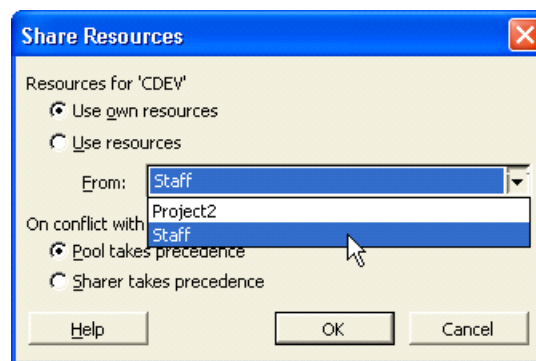 Share Resources
Resources for 'CDEV'
Use own resources
Use resources
From: Staff
Project2
On conflict with
Staff
Pool takes precedence
Sharer takes precedence
Help OK Cancel